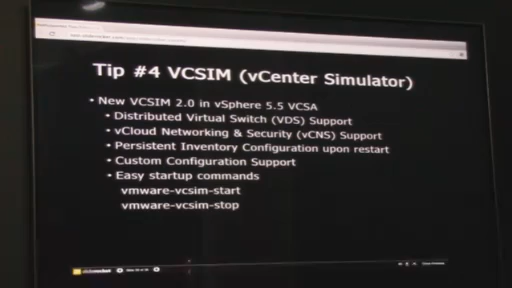 Tip #4 VCSIM (vCenter Simulator)
• New VCSIM 2.0 in vSphere 5.5 VCSA
• Distributed Virtual Switch (VDS) Support
• vCloud Networking & Security (vCNS) Support
• Persistent Inventory Configuration upon restart
• Custom Configuration Support
• Easy startup commands
vmware-vcsim-start
vmware-vcsim-stop